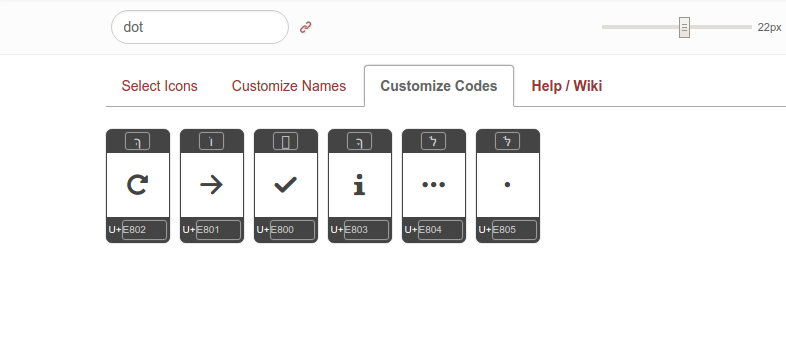 dot
22px
Select Icons Customize Names Customize Codes Help / Wiki
U+E802 U+E801 U+E800 U+E803 U+E804 U+E805